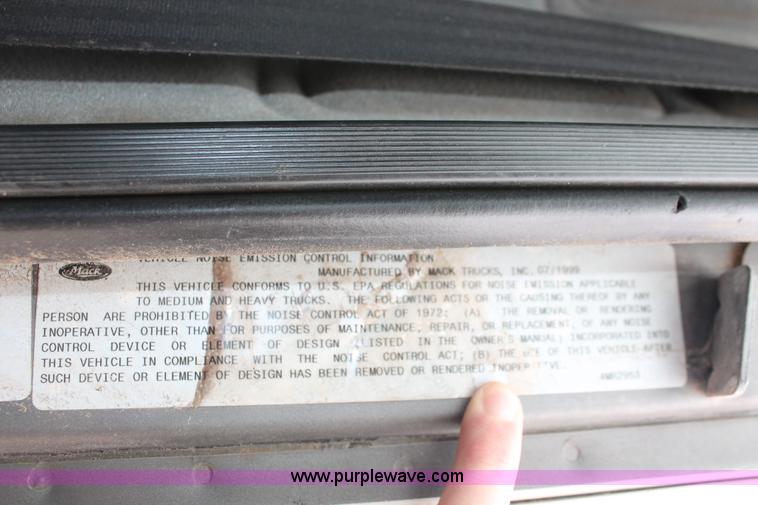 VEHICLE NOISE EMISSION CONTROL INFORMATION
Mack
MANUFACTURED BY MACK TRUCKS, INC. 07/1999
THIS VEHICLE CONFORMS TO U.S. EPA REGULATIONS FOR NOISE EMISSION APPLICABLE
TO MEDIUM AND HEAVY TRUCKS. THE FOLLOWING ACTS OR THE CAUSING THEREOF BY ANY
PERSON ARE PROHIBITED BY THE NOISE CONTROL ACT OF 1972: (A) THE REMOVAL OR RENDERING
INOPERATIVE, OTHER THAN FOR PURPOSES OF MAINTENANCE, REPAIR, OR REPLACEMENT, OF ANY NOISE
CONTROL DEVICE OR ELEMENT OF DESIGN (LISTED IN THE OWNER'S MANUAL) INCORPORATED INTO
THIS VEHICLE IN COMPLIANCE WITH THE NOISE CONTROL ACT; (B) THE USE OF THIS VEHICLE AFTER
SUCH DEVICE OR ELEMENT OF DESIGN HAS BEEN REMOVED OR RENDERED INOPERATIVE.
4MR2953
www.purplewave.com